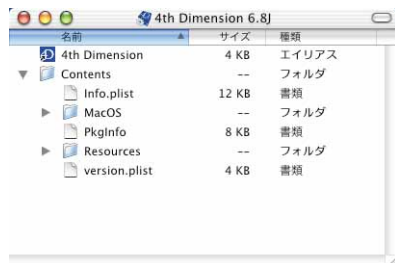 4th Dimension 6.8J
名前 サイズ 種類
4th Dimension 4 KB エイリアス
Contents -- フォルダ
Info.plist 12 KB 書類
MacOS -- フォルダ
PkgInfo 8 KB 書類
Resources -- フォルダ
version.plist 4 KB 書類